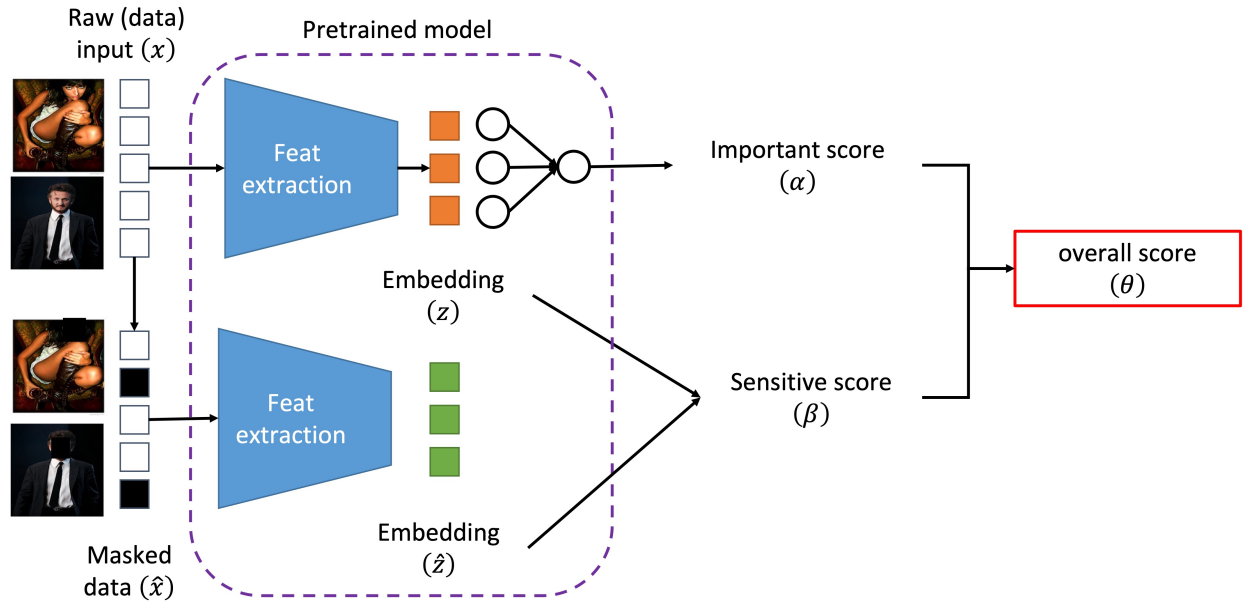 Raw (data)
input (x)
Pretrained model
Feat
extraction
Important score
(α)
overall score
(θ)
Embedding
(z)
Feat
extraction
Sensitive score
(β)
Embedding
(ẑ)
Masked
data (x̂)